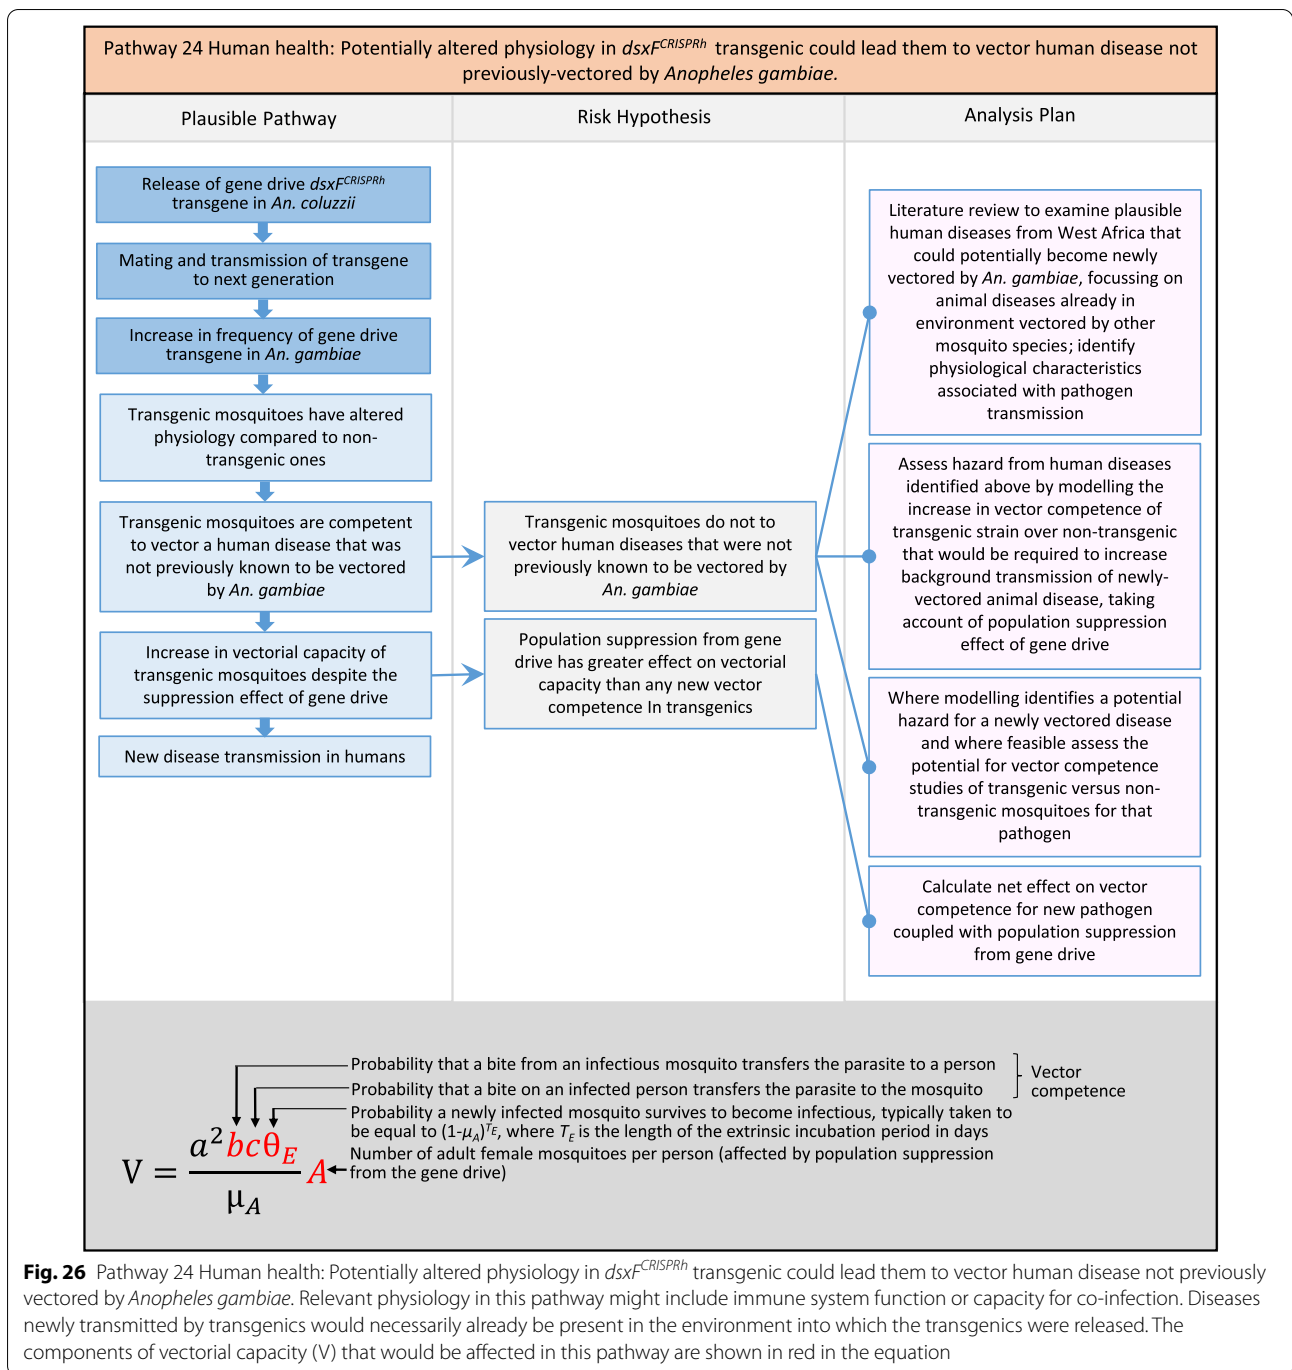 Pathway 24 Human health: Potentially altered physiology in dsxF^CRISPRh transgenic could lead them to vector human disease not
previously-vectored by Anopheles gambiae.
Plausible Pathway
Risk Hypothesis
Analysis Plan
Release of gene drive dsxF^CRISPRh
transgene in An. coluzzii
Mating and transmission of transgene
to next generation
Increase in frequency of gene drive
transgene in An. gambiae
Transgenic mosquitoes have altered
physiology compared to non-
transgenic ones
Transgenic mosquitoes are competent
to vector a human disease that was
not previously known to be vectored
by An. gambiae
Increase in vectorial capacity of
transgenic mosquitoes despite the
suppression effect of gene drive
New disease transmission in humans
Transgenic mosquitoes do not to
vector human diseases that were not
previously known to be vectored by
An. gambiae
Population suppression from gene
drive has greater effect on vectorial
capacity than any new vector
competence In transgenics
Literature review to examine plausible
human diseases from West Africa that
could potentially become newly
vectored by An. gambiae, focussing on
animal diseases already in
environment vectored by other
mosquito species; identify
physiological characteristics
associated with pathogen
transmission
Assess hazard from human diseases
identified above by modelling the
increase in vector competence of
transgenic strain over non-transgenic
that would be required to increase
background transmission of newly-
vectored animal disease, taking
account of population suppression
effect of gene drive
Where modelling identifies a potential
hazard for a newly vectored disease
and where feasible assess the
potential for vector competence
studies of transgenic versus non-
transgenic mosquitoes for that
pathogen
Calculate net effect on vector
competence for new pathogen
coupled with population suppression
from gene drive
Probability that a bite from an infectious mosquito transfers the parasite to a person
Probability that a bite on an infected person transfers the parasite to the mosquito
Vector
competence
Probability a newly infected mosquito survives to become infectious, typically taken to
be equal to (1-μ_A)^T_E, where T_E is the length of the extrinsic incubation period in days
Number of adult female mosquitoes per person (affected by population suppression
from the gene drive)
V = a²bcθ_E / μ_A A
Fig. 26 Pathway 24 Human health: Potentially altered physiology in dsxF^CRISPRh transgenic could lead them to vector human disease not previously
vectored by Anopheles gambiae. Relevant physiology in this pathway might include immune system function or capacity for co-infection. Diseases
newly transmitted by transgenics would necessarily already be present in the environment into which the transgenics were released. The
components of vectorial capacity (V) that would be affected in this pathway are shown in red in the equation